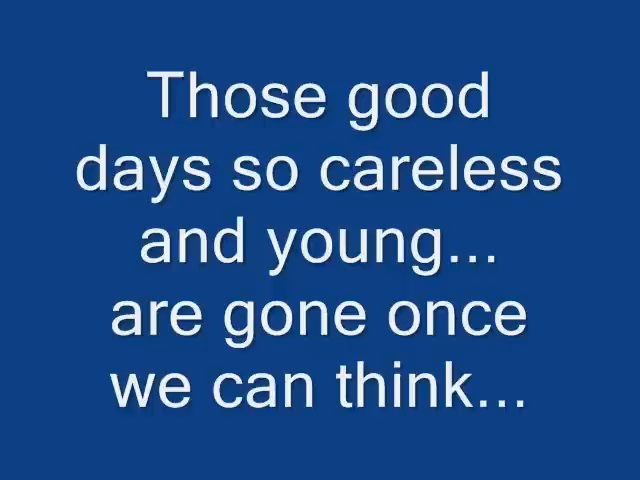 Those good
days so careless
and young...
are gone once
we can think...